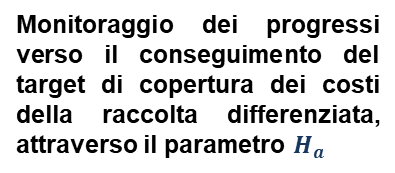 Monitoraggio dei progressi
verso il conseguimento del
target di copertura dei costi
della raccolta differenziata,
attraverso il parametro Hₐ